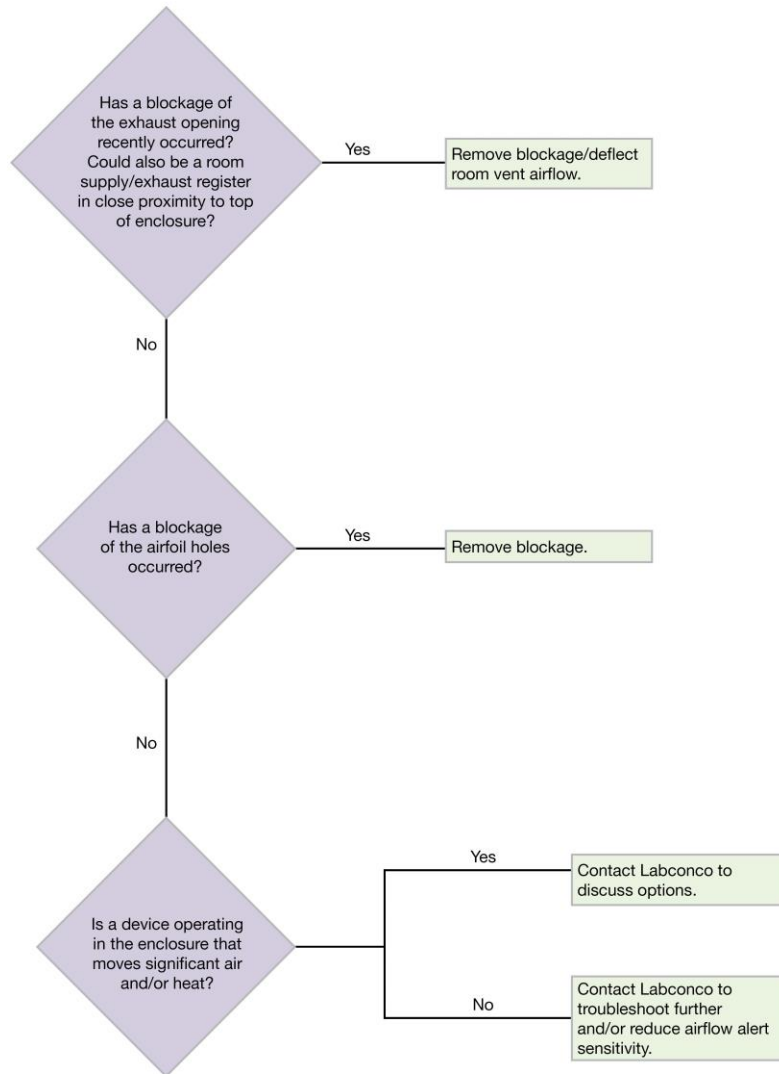 Has a blockage of
the exhaust opening
recently occurred?
Could also be a room
supply/exhaust register
in close proximity to top
of enclosure?
Yes
Remove blockage/deflect
room vent airflow.
No
Has a blockage
of the airfoil holes
occurred?
Yes
Remove blockage.
No
Is a device operating
in the enclosure that
moves significant air
and/or heat?
Yes
Contact Labconco to
discuss options.
No
Contact Labconco to
troubleshoot further
and/or reduce airflow alert
sensitivity.